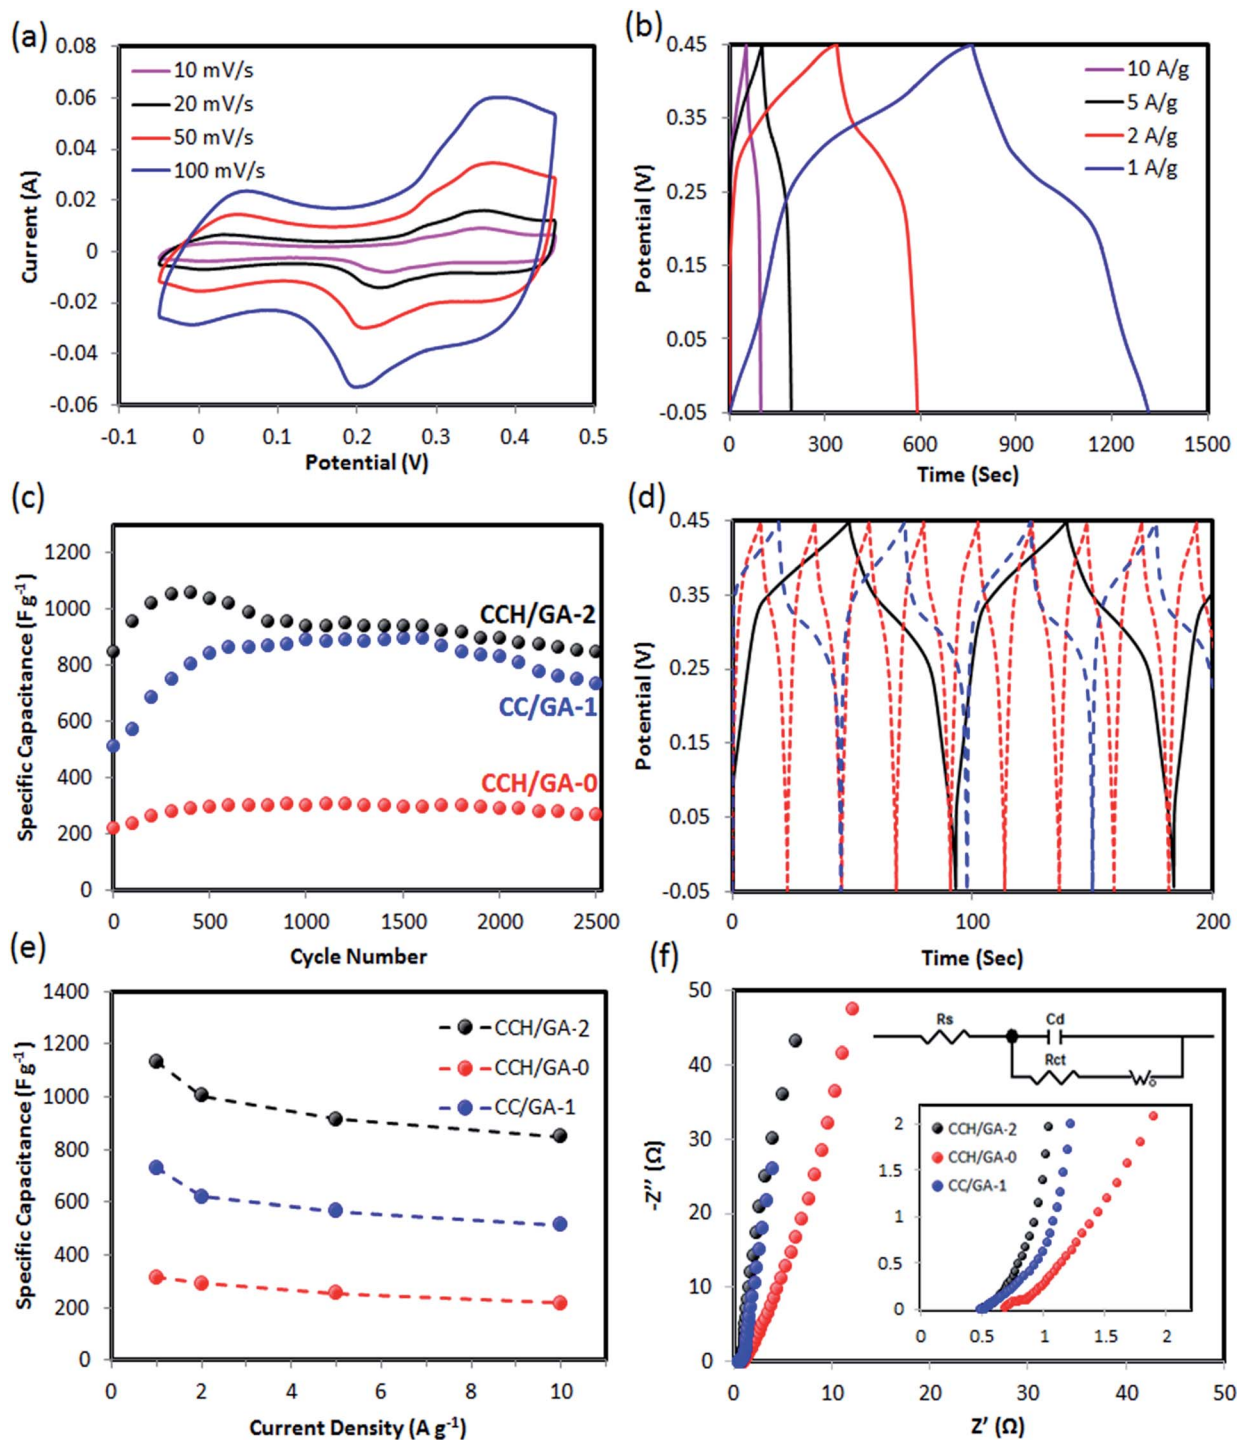 (a)
0.08
0.06
0.04
0.02
0
-0.02
-0.04
-0.06
-0.1
0
0.1
0.2
0.3
0.4
0.5
Current (A)
Potential (V)
10 mV/s
20 mV/s
50 mV/s
100 mV/s
(b)
0.45
0.35
0.25
0.15
0.05
-0.05
0
300
600
900
1200
1500
Potential (V)
Time (Sec)
10 A/g
5 A/g
2 A/g
1 A/g
(c)
1200
1000
800
600
400
200
0
0
500
1000
1500
2000
2500
Specific Capacitance (F g-1)
Cycle Number
CCH/GA-2
CC/GA-1
CCH/GA-0
(d)
0.45
0.35
0.25
0.15
0.05
-0.05
0
100
200
Potential (V)
Time (Sec)
(e)
1400
1200
1000
800
600
400
200
0
0
2
4
6
8
10
Specific Capacitance (F g-1)
Current Density (A g-1)
CCH/GA-2
CCH/GA-0
CC/GA-1
(f)
50
40
30
20
10
0
0
10
20
30
40
50
-Z'' (Ω)
Z' (Ω)
Rs
Cd
Rct
Wo
2
1.5
1
0.5
0
0
0.5
1
1.5
2
CCH/GA-2
CCH/GA-0
CC/GA-1